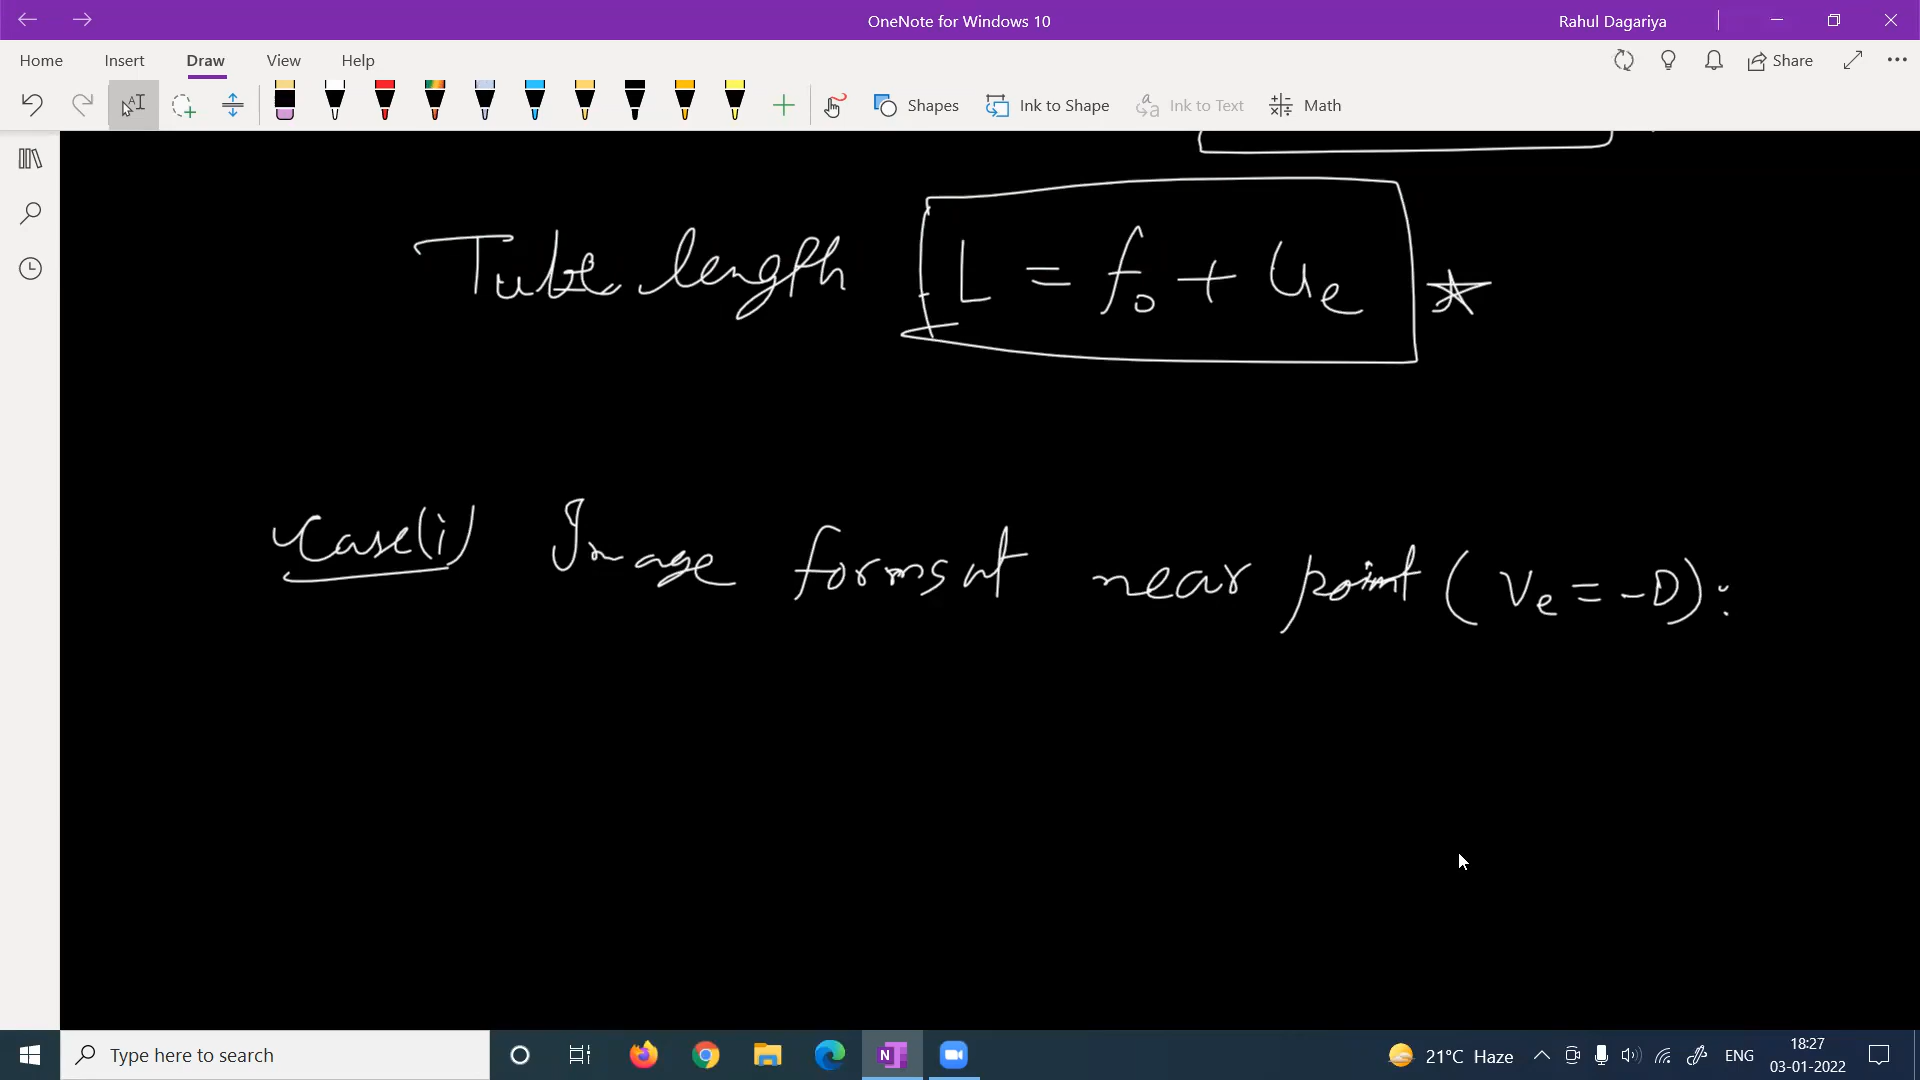 OneNote for Windows 10
Rahul Dagariya
Home Insert Draw View Help
Share
Shapes Ink to Shape Ink to Text Math
Tube length L = f₀ + uₑ
Case(i) Image forms at near point (vₑ = -D):
Type here to search
21°C Haze
ENG
18:27
03-01-2022